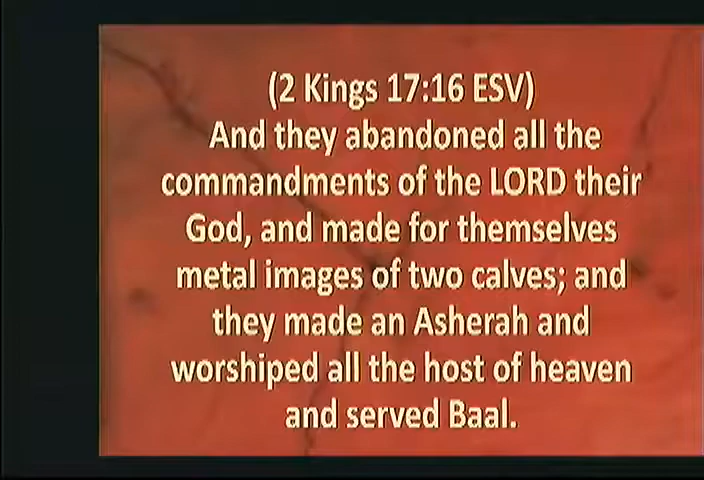 (2 Kings 17:16 ESV)
And they abandoned all the
commandments of the LORD their
God, and made for themselves
metal images of two calves; and
they made an Asherah and
worshiped all the host of heaven
and served Baal.